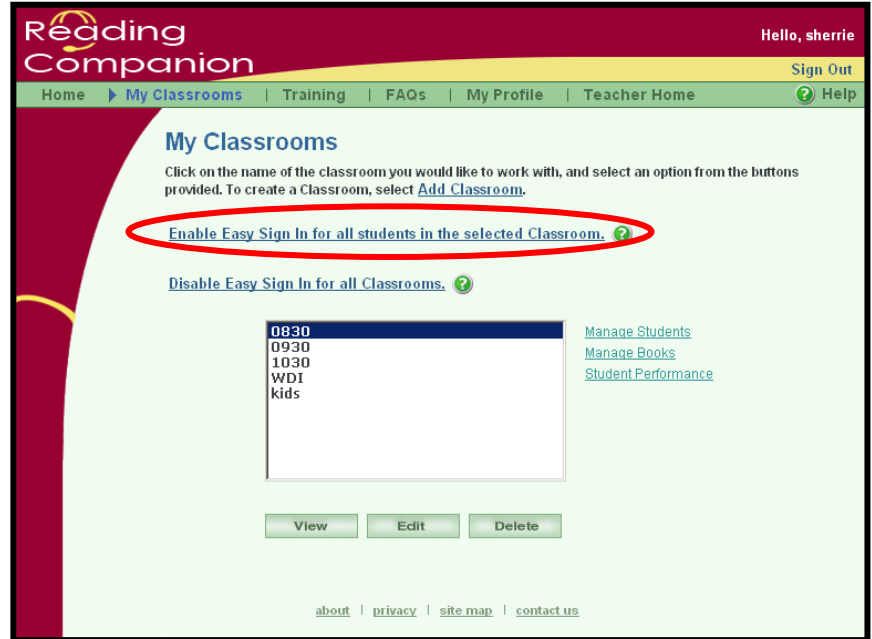 Reading
Companion
Hello, sherrie
Sign Out
Home My Classrooms | Training | FAQs | My Profile | Teacher Home ? Help
My Classrooms
Click on the name of the classroom you would like to work with, and select an option from the buttons
provided. To create a Classroom, select Add Classroom.
Enable Easy Sign In for all students in the selected Classroom. ?
Disable Easy Sign In for all Classrooms. ?
0830
0930
1030
WDI
kids
Manage Students
Manage Books
Student Performance
View Edit Delete
about | privacy | site map | contact us